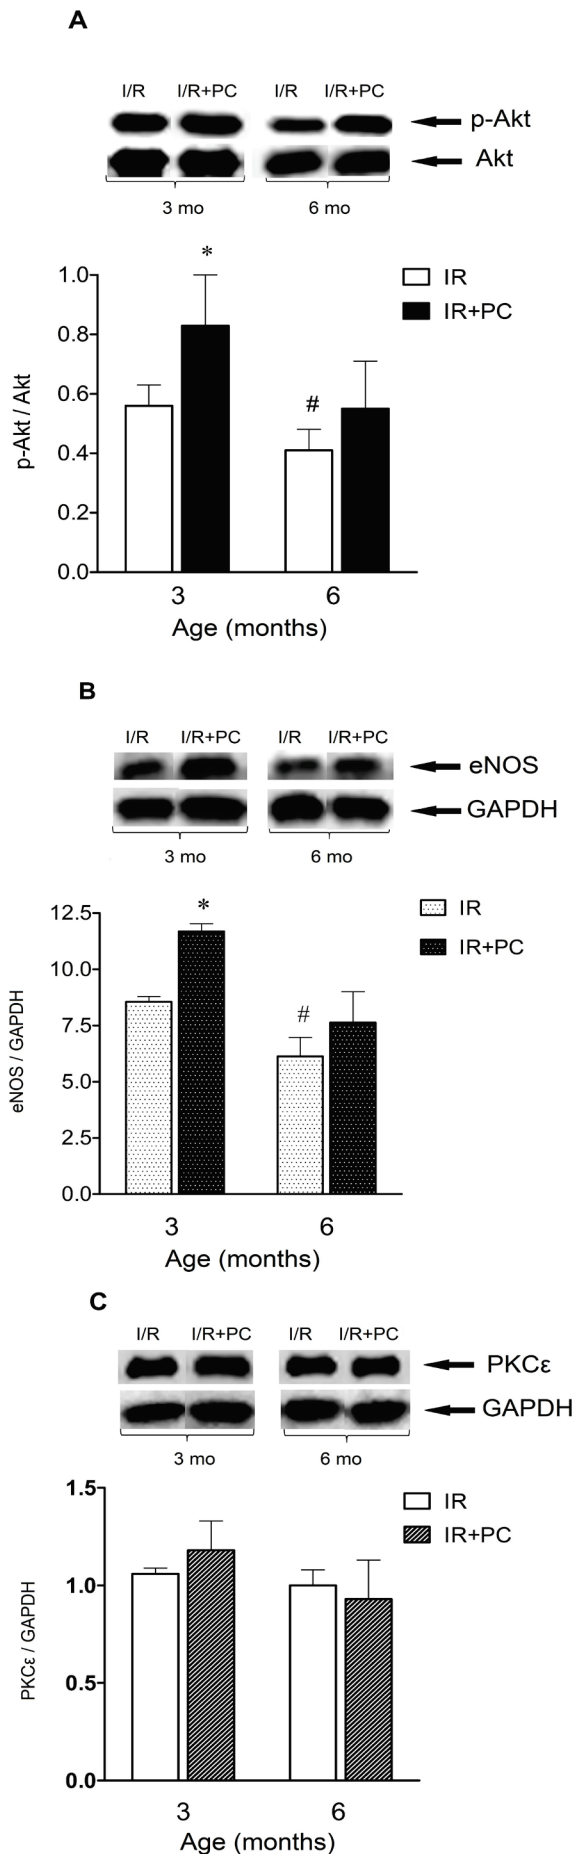 A
I/R I/R+PC I/R I/R+PC
p-Akt
Akt
3 mo 6 mo
*
1.0
0.8
0.6
0.4
0.2
0.0
p-Akt / Akt
#
IR
IR+PC
3 6
Age (months)
B
I/R I/R+PC I/R I/R+PC
eNOS
GAPDH
3 mo 6 mo
*
12.5
10.0
7.5
5.0
2.5
0.0
eNOS / GAPDH
#
IR
IR+PC
3 6
Age (months)
C
I/R I/R+PC I/R I/R+PC
PKCε
GAPDH
3 mo 6 mo
1.5
1.0
0.5
0.0
PKCε / GAPDH
IR
IR+PC
3 6
Age (months)